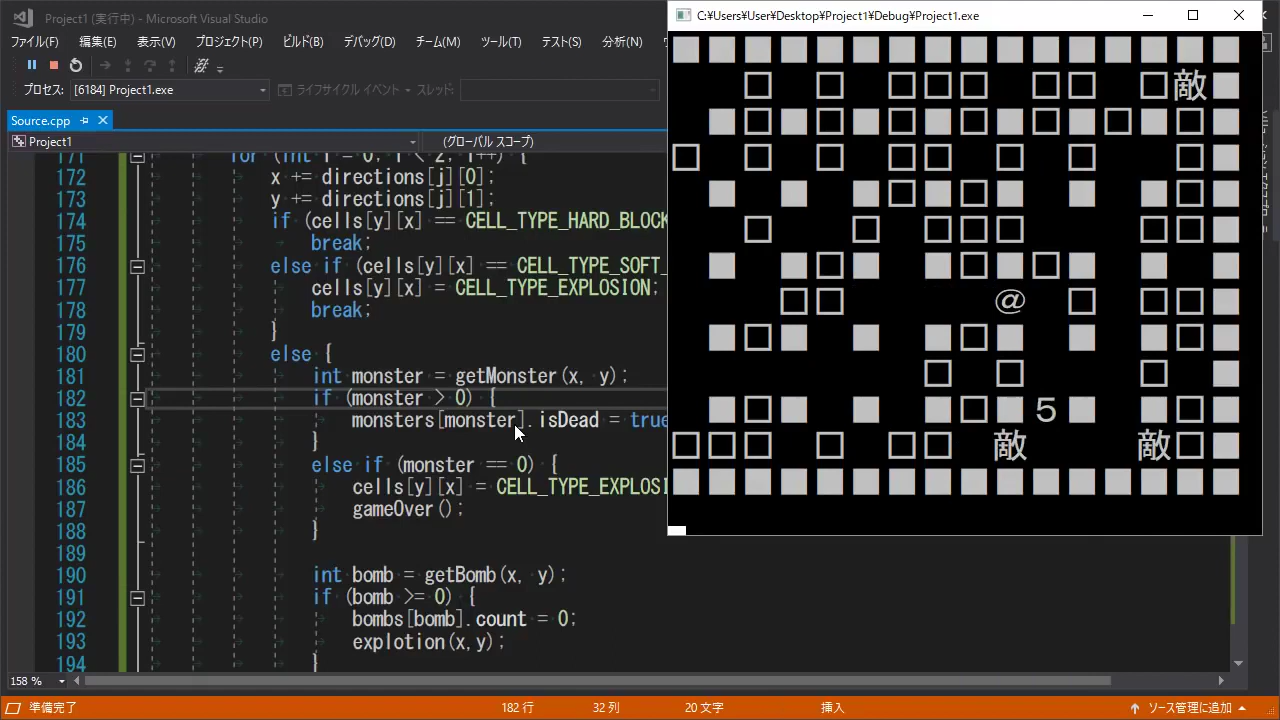 Project1 (実行中) - Microsoft Visual Studio
C:¥Users¥User¥Desktop¥Project1¥Debug¥Project1.exe
ファイル(F) 編集(E) 表示(V) プロジェクト(P) ビルド(B) デバッグ(D) チーム(M) ツール(T) テスト(S) 分析(N)
プロセス: [6184] Project1.exe ライフサイクル イベント スレッド:
Source.cpp
Project1 (グローバル スコープ)
171 for (int i = 0; i < 2; i++) {
172 x += directions[j][0];
173 y += directions[j][1];
174 if (cells[y][x] == CELL_TYPE_HARD_BLOCK
175 break;
176 else if (cells[y][x] == CELL_TYPE_SOFT_
177 cells[y][x] = CELL_TYPE_EXPLOSION;
178 break;
179 }
180 else {
181 int monster = getMonster(x, y);
182 if (monster > 0) {
183 monsters[monster].isDead = true
184 }
185 else if (monster == 0) {
186 cells[y][x] = CELL_TYPE_EXPLOSI
187 gameOver();
188 }
189
190 int bomb = getBomb(x, y);
191 if (bomb >= 0) {
192 bombs[bomb].count = 0;
193 explotion(x,y);
194 }
■■■■■■■■■■■■■■■■
□ □ □□□ □□ □敵■
■□■□■□■□■□■□■□■□
□ □ □ □□ □ □ □■
■ ■ ■□■□■ ■ ■□■
□ □ □□□ □□■
■ ■□■ ■□■□■ ■ ■
□□ @ □ □□■
■□■ ■ ■□■ ■ ■□■
□ □ □ ■
■□■ ■ ■□■5■ ■□■
□□□ □ □□ 敵 敵□
■■■■■■■■■■■■■■■■
158 %
準備完了 182 行 32 列 20 文字 挿入 ソース管理に追加